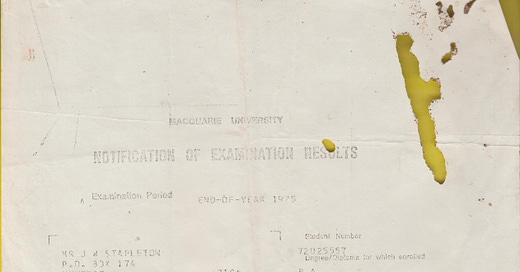 MACQUARIE UNIVERSITY
NOTIFICATION OF EXAMINATION RESULTS
Examination Period END-OF-YEAR 1975
Student Number
MR J W STAPLETON 72025557
P.O. BOX 174 Degree/Diploma for which enrolled
B A